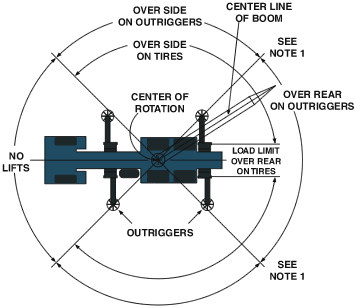 OVER SIDE
ON OUTRIGGERS
CENTER LINE
OF BOOM
OVER SIDE
ON TIRES
SEE
NOTE 1
CENTER OF
ROTATION
OVER REAR
ON OUTRIGGERS
NO
LIFTS
LOAD LIMIT
OVER REAR
ON TIRES
OUTRIGGERS
SEE
NOTE 1